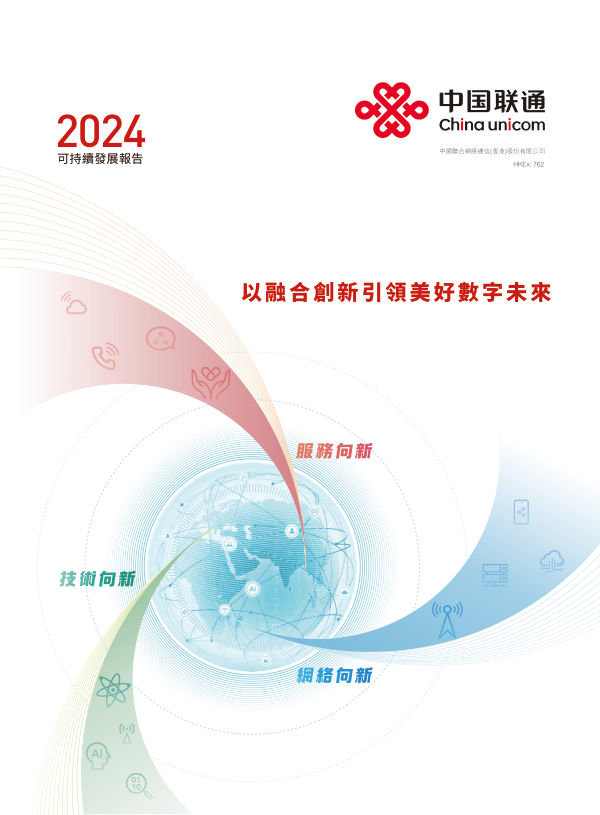 中国联通
China unicom
中國聯合網絡通信(香港)股份有限公司
HKEx: 762
2024
可持續發展報告
以融合創新引領美好數字未來
服務向新
Ai
技術向新
網絡向新
AI
01
10